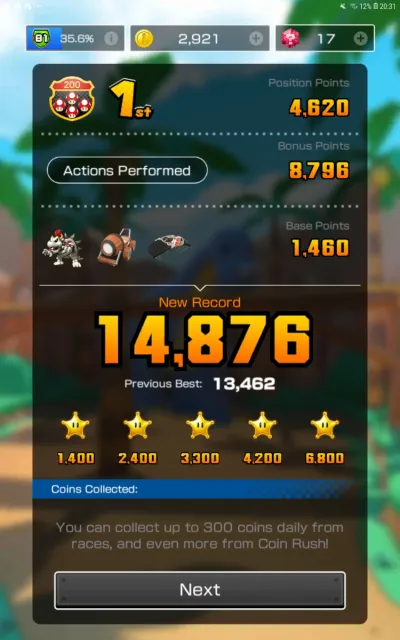 12% 20:31
81 35.6% i 2,921 + 17 +
200
1st
Position Points
4,620
Bonus Points
Actions Performed
8,796
Base Points
1,460
New Record
14,876
Previous Best: 13,462
1,400 2,400 3,300 4,200 6,800
Coins Collected:
You can collect up to 300 coins daily from
races, and even more from Coin Rush!
Next